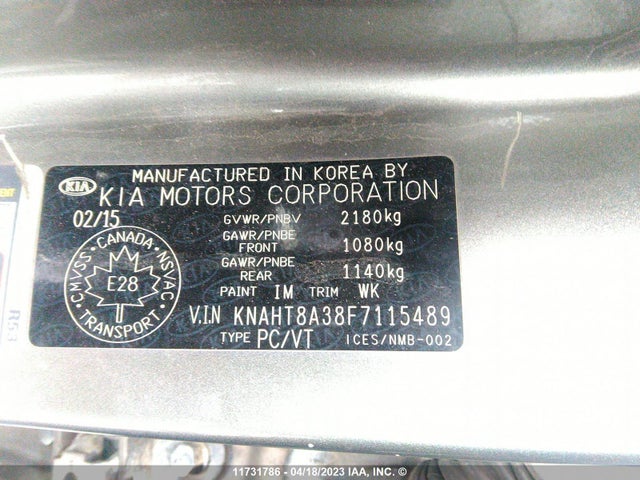 MANUFACTURED IN KOREA BY
KIA KIA MOTORS CORPORATION
02/15 GVWR/PNBV 2180kg
GAWR/PNBE FRONT 1080kg
GAWR/PNBE REAR 1140kg
CANADA · NSVAC · TRANSPORT · CMVSS
E28
PAINT 1M TRIM WK
V.I.N KNAHT8A38F7115489
TYPE PC/VT ICES/NMB-002
R53
11731786 - 04/18/2023 IAA, INC. ©